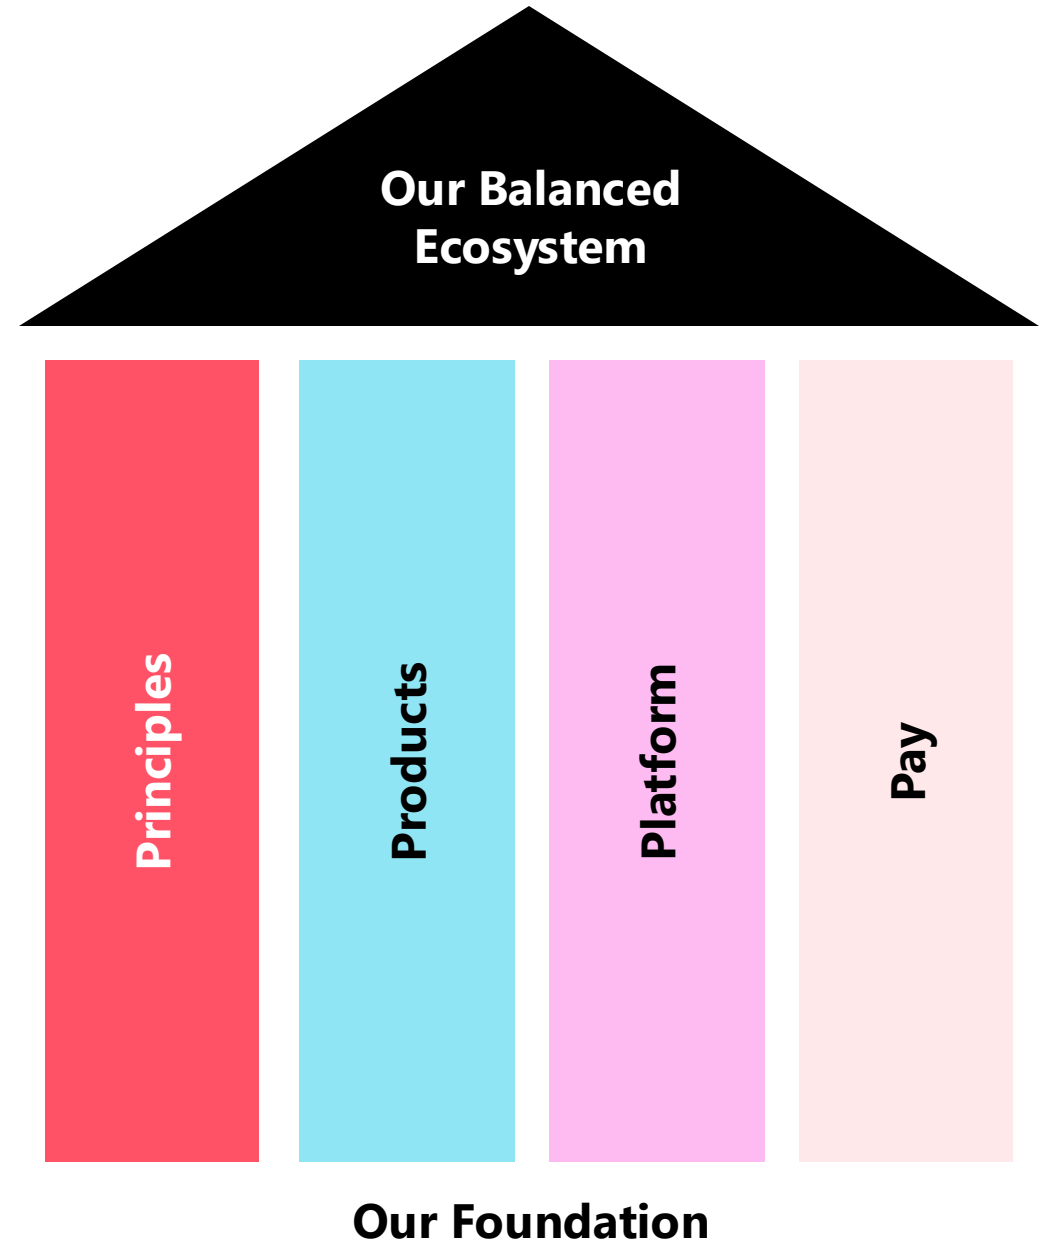 Our Balanced
Ecosystem
Principles
Products
Platform
Pay
Our Foundation